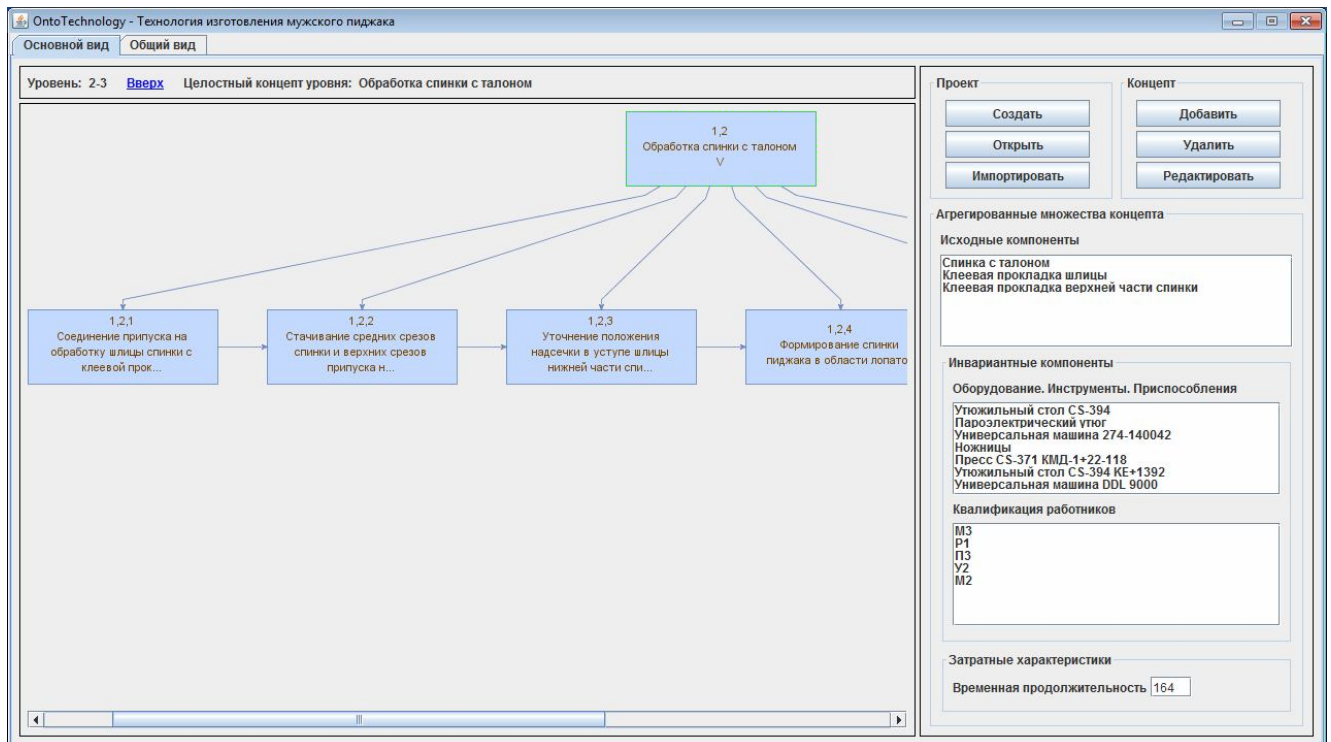 OntoTechnology - Технология изготовления мужского пиджака
Основной вид
Общий вид
Уровень: 2-3 Вверх Целостный концепт уровня: Обработка спинки с талоном
1,2
Обработка спинки с талоном
V
1,2,1
Соединение припуска на
обработку шлицы спинки с
клеевой прок...
1,2,2
Стачивание средних срезов
спинки и верхних срезов
припуска н...
1,2,3
Уточнение положения
надсечки в уступе шлицы
нижней части спи...
1,2,4
Формирование спинки
пиджака в области лопато
Проект
Создать
Открыть
Импортировать
Концепт
Добавить
Удалить
Редактировать
Агрегированные множества концепта
Исходные компоненты
Спинка с талоном
Клеевая прокладка шлицы
Клеевая прокладка верхней части спинки
Инвариантные компоненты
Оборудование. Инструменты. Приспособления
Утюжильный стол CS-394
Пароэлектрический утюг
Универсальная машина 274-140042
Ножницы
Пресс CS-371 КМД-1+22-118
Утюжильный стол CS-394 КЕ+1392
Универсальная машина DDL 9000
Квалификация работников
М3
Р1
П3
У2
М2
Затратные характеристики
Временная продолжительность 164